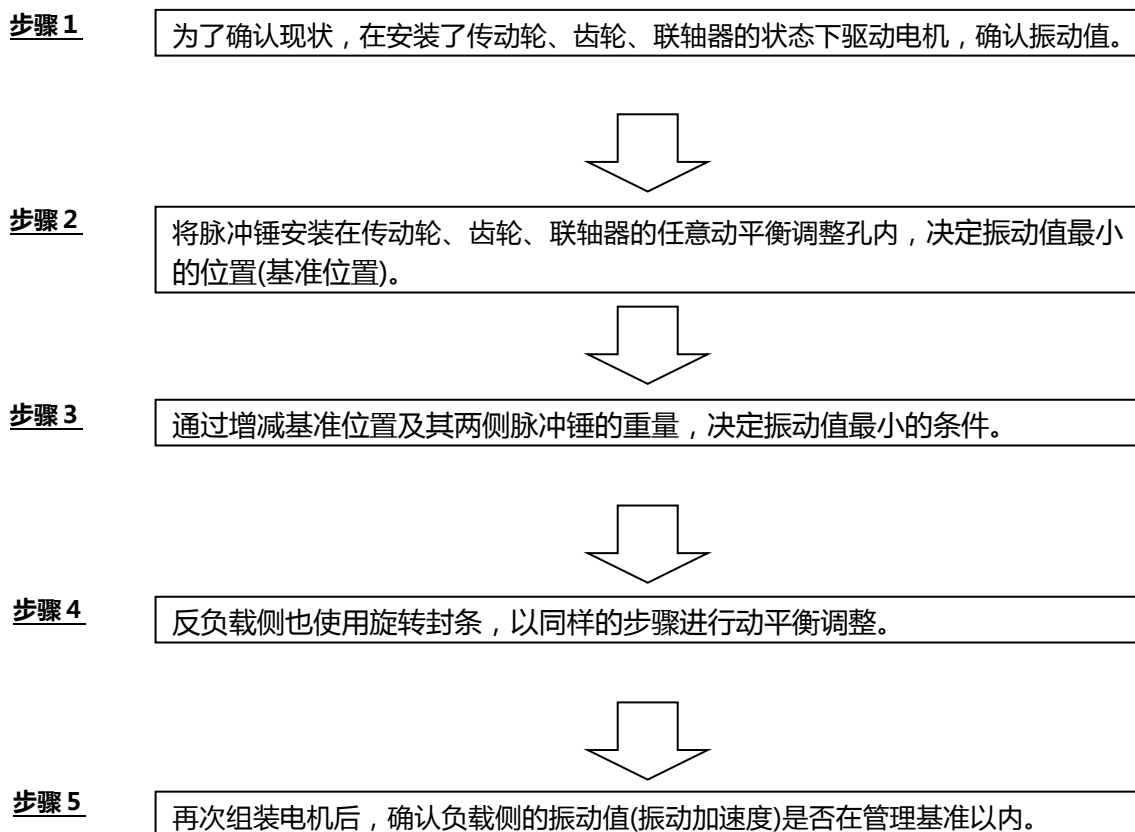 步骤1
为了确认现状，在安装了传动轮、齿轮、联轴器的状态下驱动电机，确认振动值。
步骤2
将脉冲锤安装在传动轮、齿轮、联轴器的任意动平衡调整孔内，决定振动值最小
的位置(基准位置)。
步骤3
通过增减基准位置及其两侧脉冲锤的重量，决定振动值最小的条件。
步骤4
反负载侧也使用旋转封条，以同样的步骤进行动平衡调整。
步骤5
再次组装电机后，确认负载侧的振动值(振动加速度)是否在管理基准以内。